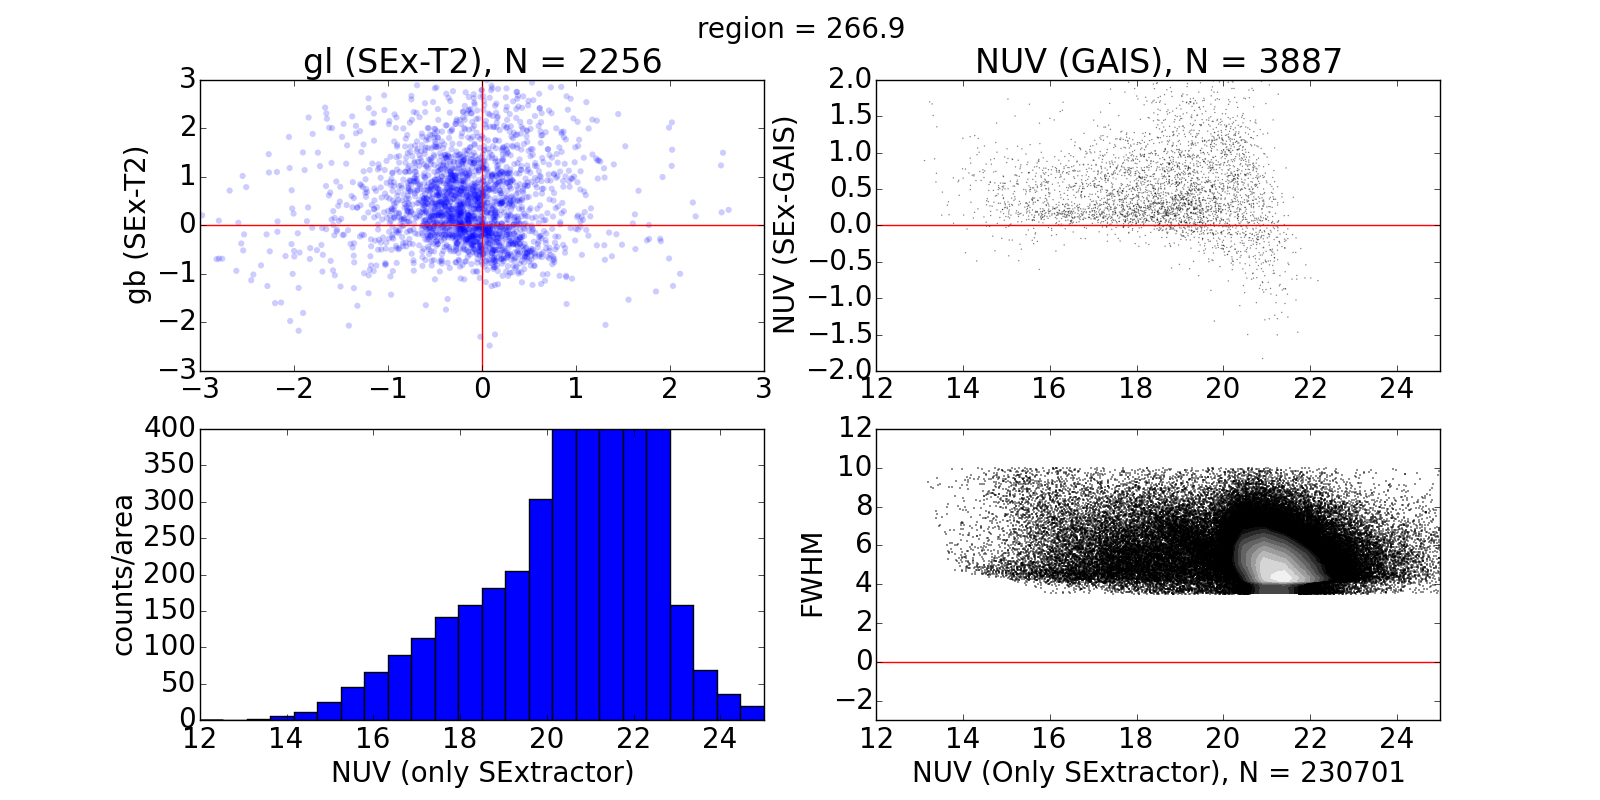 region = 266.9
gl (SEx-T2), N = 2256
3
2
1
0
−1
−2
−3
gb (SEx-T2)
−3 −2 −1 0 1 2 3
NUV (GAIS), N = 3887
2.0
1.5
1.0
0.5
0.0
−0.5
−1.0
−1.5
−2.0
NUV (SEx-GAIS)
12 14 16 18 20 22 24
400
350
300
250
200
150
100
50
0
counts/area
12 14 16 18 20 22 24
NUV (only SExtractor)
12
10
8
6
4
2
0
−2
FWHM
12 14 16 18 20 22 24
NUV (Only SExtractor), N = 230701